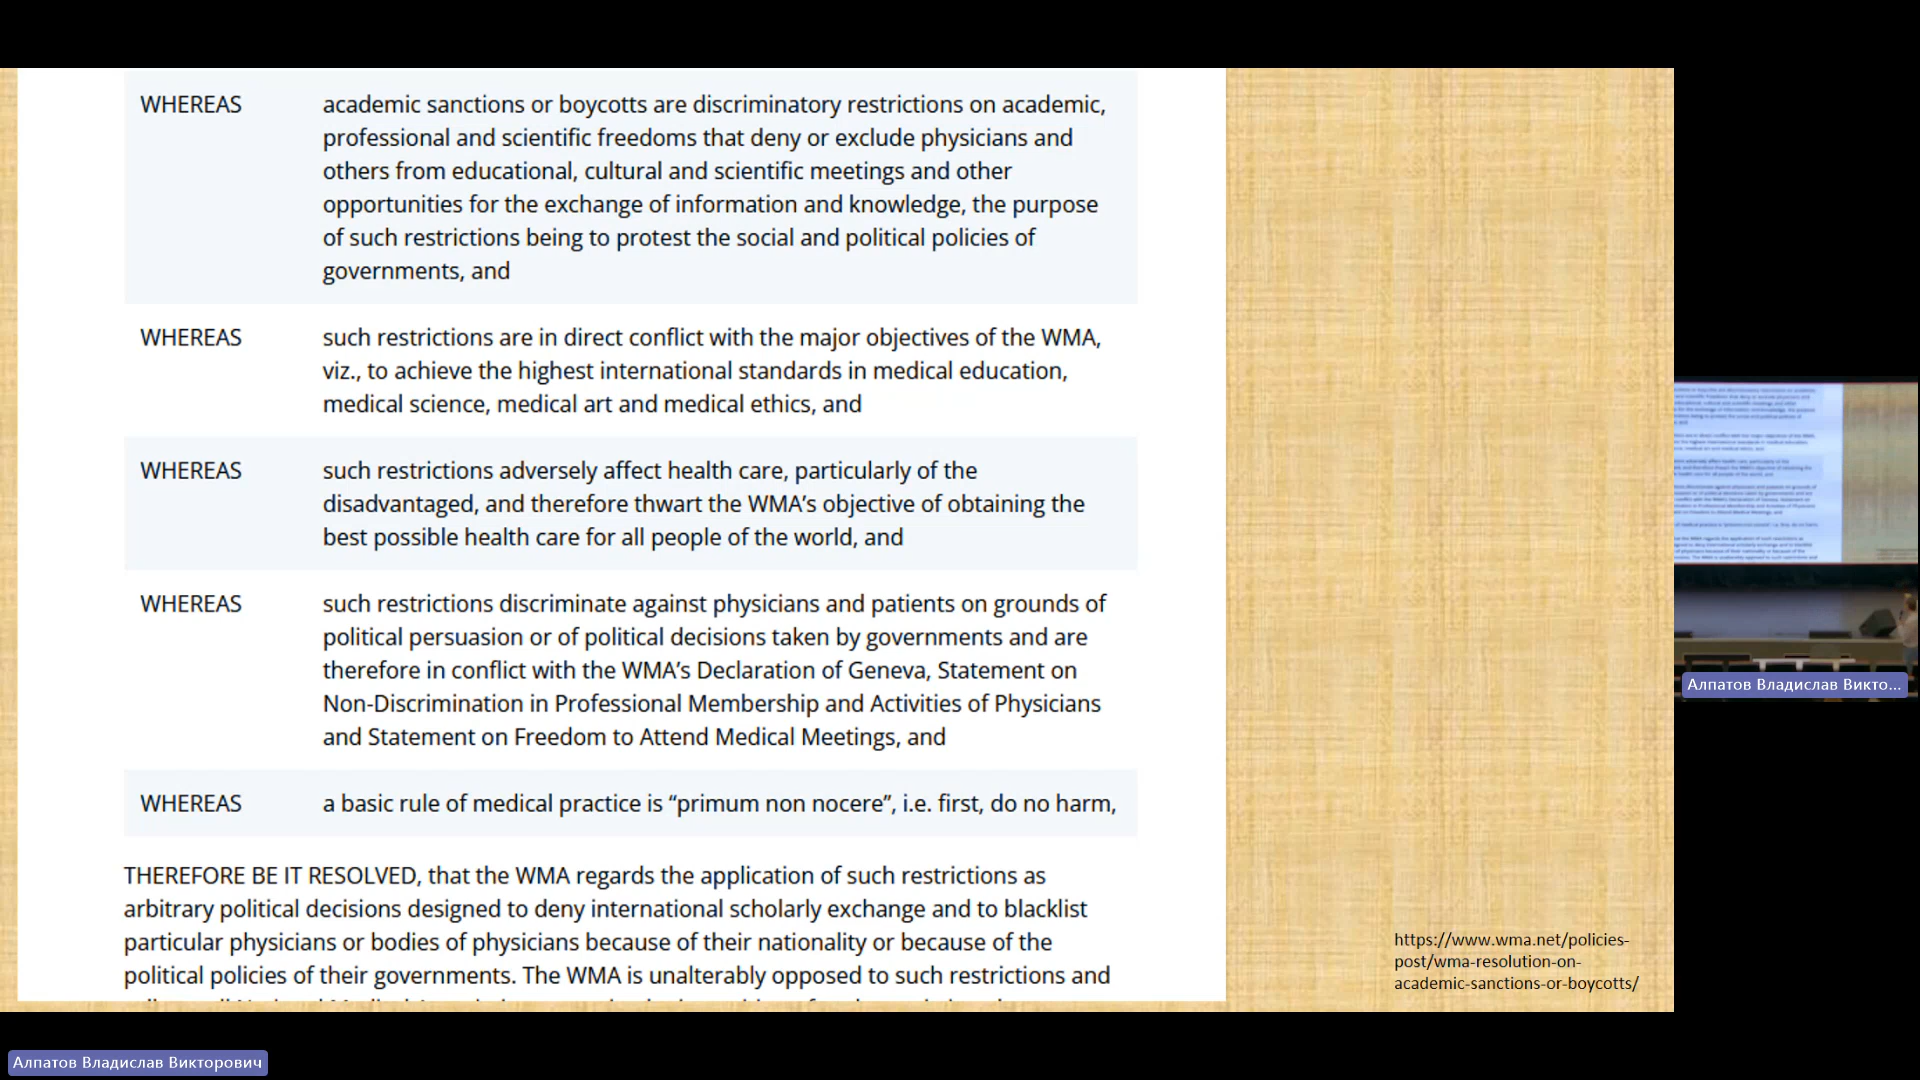 WHEREAS
academic sanctions or boycotts are discriminatory restrictions on academic,
professional and scientific freedoms that deny or exclude physicians and
others from educational, cultural and scientific meetings and other
opportunities for the exchange of information and knowledge, the purpose
of such restrictions being to protest the social and political policies of
governments, and
WHEREAS
such restrictions are in direct conflict with the major objectives of the WMA,
viz., to achieve the highest international standards in medical education,
medical science, medical art and medical ethics, and
WHEREAS
such restrictions adversely affect health care, particularly of the
disadvantaged, and therefore thwart the WMA’s objective of obtaining the
best possible health care for all people of the world, and
WHEREAS
such restrictions discriminate against physicians and patients on grounds of
political persuasion or of political decisions taken by governments and are
therefore in conflict with the WMA’s Declaration of Geneva, Statement on
Non-Discrimination in Professional Membership and Activities of Physicians
and Statement on Freedom to Attend Medical Meetings, and
WHEREAS
a basic rule of medical practice is “primum non nocere”, i.e. first, do no harm,
THEREFORE BE IT RESOLVED, that the WMA regards the application of such restrictions as
arbitrary political decisions designed to deny international scholarly exchange and to blacklist
particular physicians or bodies of physicians because of their nationality or because of the
political policies of their governments. The WMA is unalterably opposed to such restrictions and
https://www.wma.net/policies-
post/wma-resolution-on-
academic-sanctions-or-boycotts/
Алпатов Владислав Викто...
Алпатов Владислав Викторович